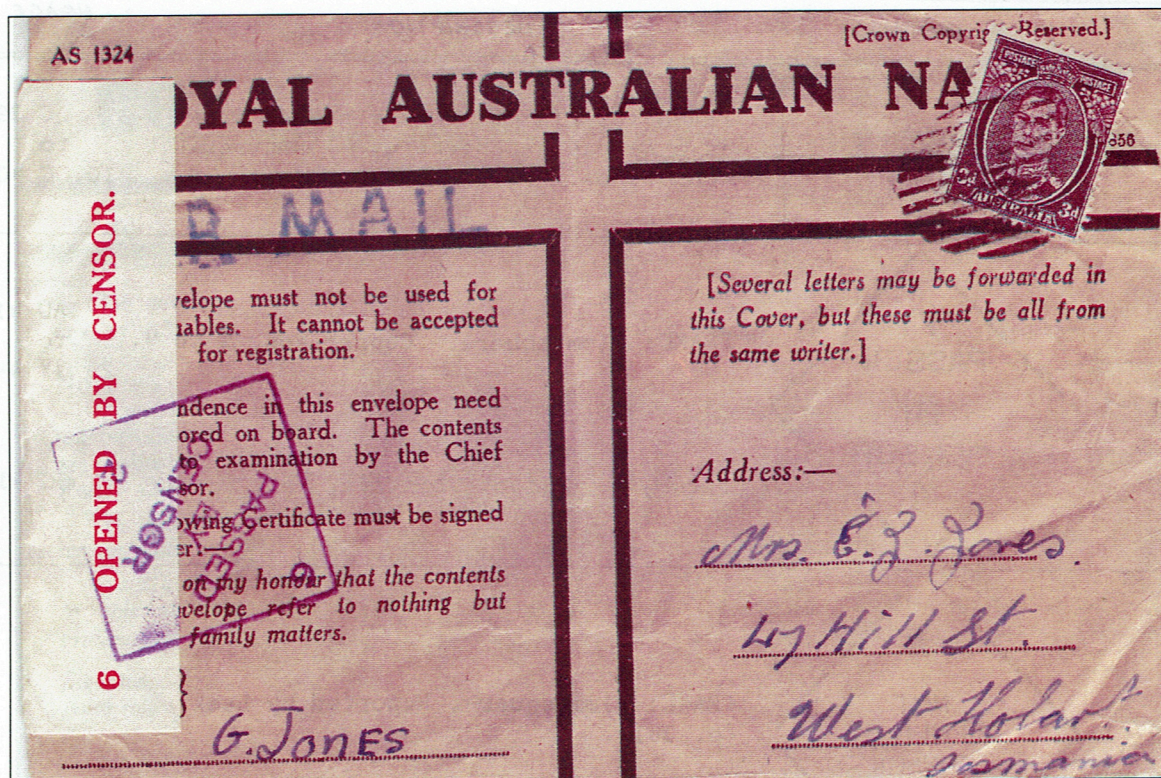 AS 1324
[Crown Copyrig Reserved.]
OYAL AUSTRALIAN NA
POSTAGE POSTAGE
3d AUSTRALIA 3d
856
R MAIL
velope must not be used for
uables. It cannot be accepted
for registration.
ndence in this envelope need
ored on board. The contents
to examination by the Chief
sor.
owing Certificate must be signed
er:—
on my honour that the contents
velope refer to nothing but
family matters.
G. JONES
6 OPENED BY CENSOR.
PASSED
BY
CENSOR
[Several letters may be forwarded in
this Cover, but these must be all from
the same writer.]
Address:—
Mrs. E. J. Jones
47 Hill St.
West Hobart
Tasmania